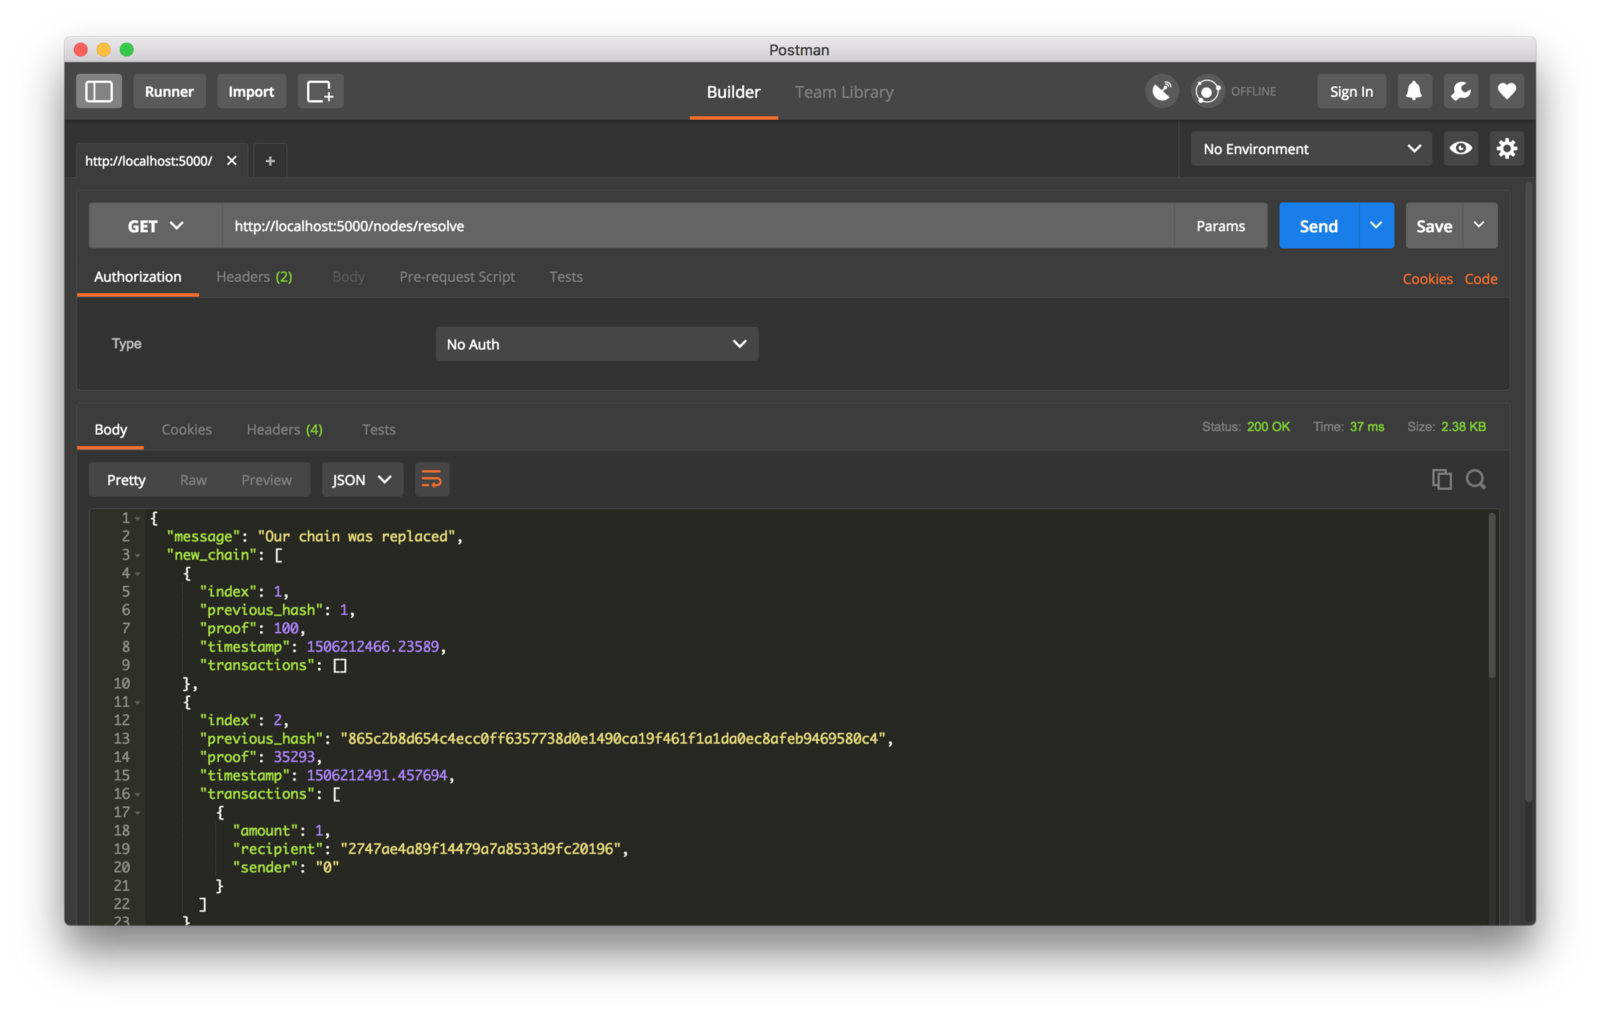 Postman
Runner
Import
Builder
Team Library
OFFLINE
Sign In
http://localhost:5000/
+
No Environment
GET
http://localhost:5000/nodes/resolve
Params
Send
Save
Authorization
Headers (2)
Body
Pre-request Script
Tests
Cookies
Code
Type
No Auth
Body
Cookies
Headers (4)
Tests
Status: 200 OK
Time: 37 ms
Size: 2.38 KB
Pretty
Raw
Preview
JSON
1 {
2 "message": "Our chain was replaced",
3 "new_chain": [
4 {
5 "index": 1,
6 "previous_hash": 1,
7 "proof": 100,
8 "timestamp": 1506212466.23589,
9 "transactions": []
10 },
11 {
12 "index": 2,
13 "previous_hash": "865c2b8d654c4ecc0ff6357738d0e1490ca19f461f1a1da0ec8afeb9469580c4",
14 "proof": 35293,
15 "timestamp": 1506212491.457694,
16 "transactions": [
17 {
18 "amount": 1,
19 "recipient": "2747ae4a89f14479a7a8533d9fc20196",
20 "sender": "0"
21 }
22 ]
23 }